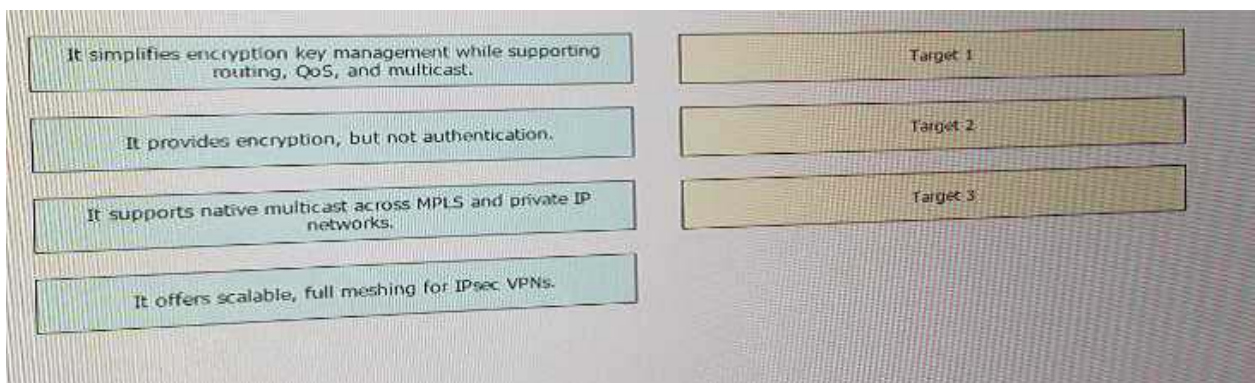 It simplifies encryption key management while supporting
routing, QoS, and multicast.
It provides encryption, but not authentication.
It supports native multicast across MPLS and private IP
networks.
It offers scalable, full meshing for IPsec VPNs.
Target 1
Target 2
Target 3